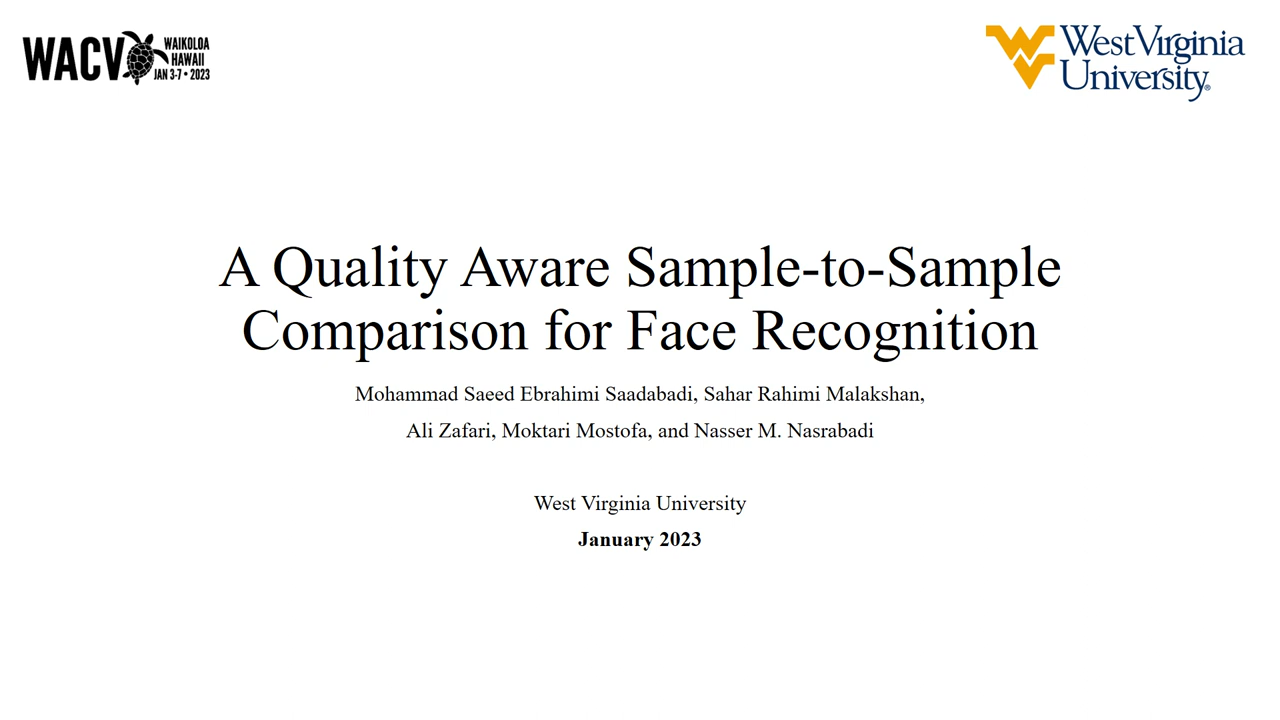 WACV
WAIKOLOA
HAWAII
JAN 3-7 • 2023
West Virginia
University®
A Quality Aware Sample-to-Sample
Comparison for Face Recognition
Mohammad Saeed Ebrahimi Saadabadi, Sahar Rahimi Malakshan,
Ali Zafari, Moktari Mostofa, and Nasser M. Nasrabadi
West Virginia University
January 2023